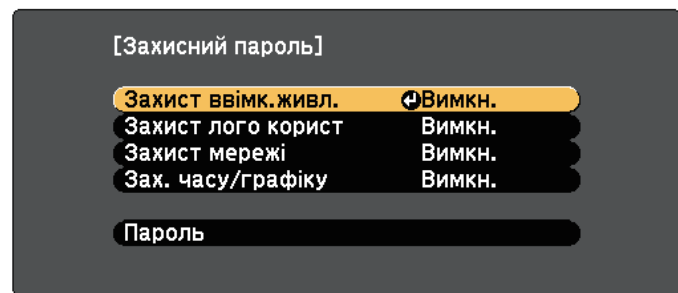 [Захисний пароль]
Захист ввімк.живл. Вимкн.
Захист лого корист Вимкн.
Захист мережі Вимкн.
Зах. часу/графіку Вимкн.
Пароль